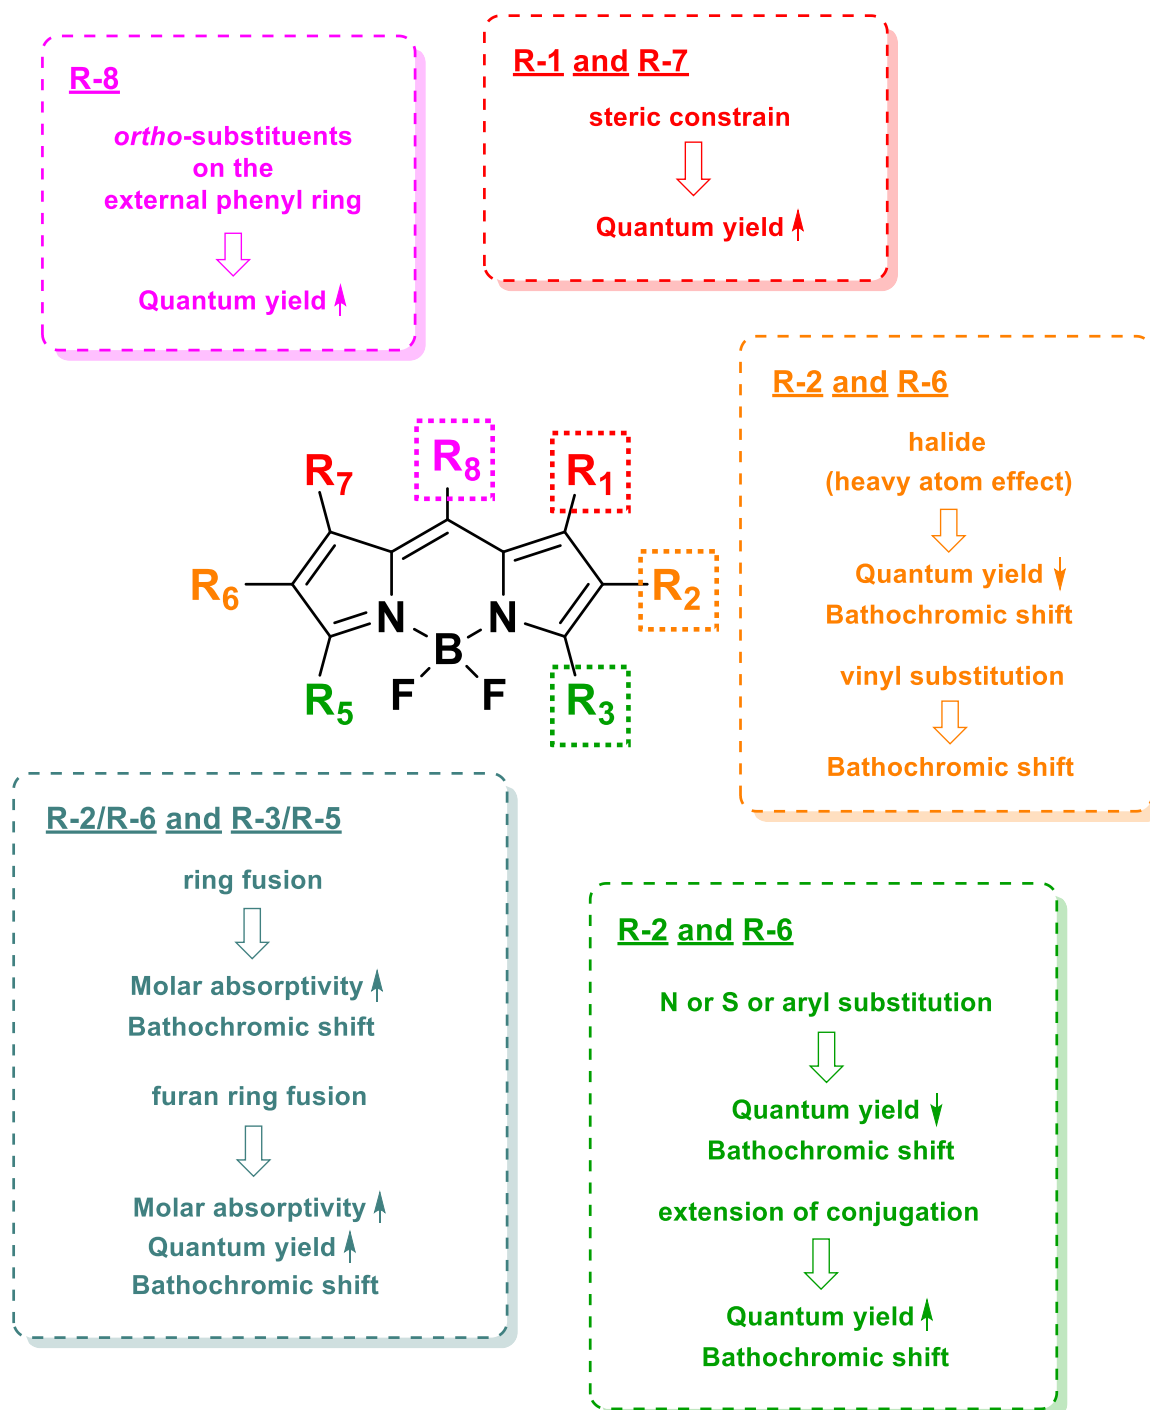 R-8
ortho-substituents
on the
external phenyl ring
Quantum yield
R-1 and R-7
steric constrain
Quantum yield
R-2 and R-6
halide
(heavy atom effect)
Quantum yield
Bathochromic shift
vinyl substitution
Bathochromic shift
R8
R7
R1
R6
R2
N
N
B
F
F
R5
R3
R-2/R-6 and R-3/R-5
ring fusion
Molar absorptivity
Bathochromic shift
furan ring fusion
Molar absorptivity
Quantum yield
Bathochromic shift
R-2 and R-6
N or S or aryl substitution
Quantum yield
Bathochromic shift
extension of conjugation
Quantum yield
Bathochromic shift